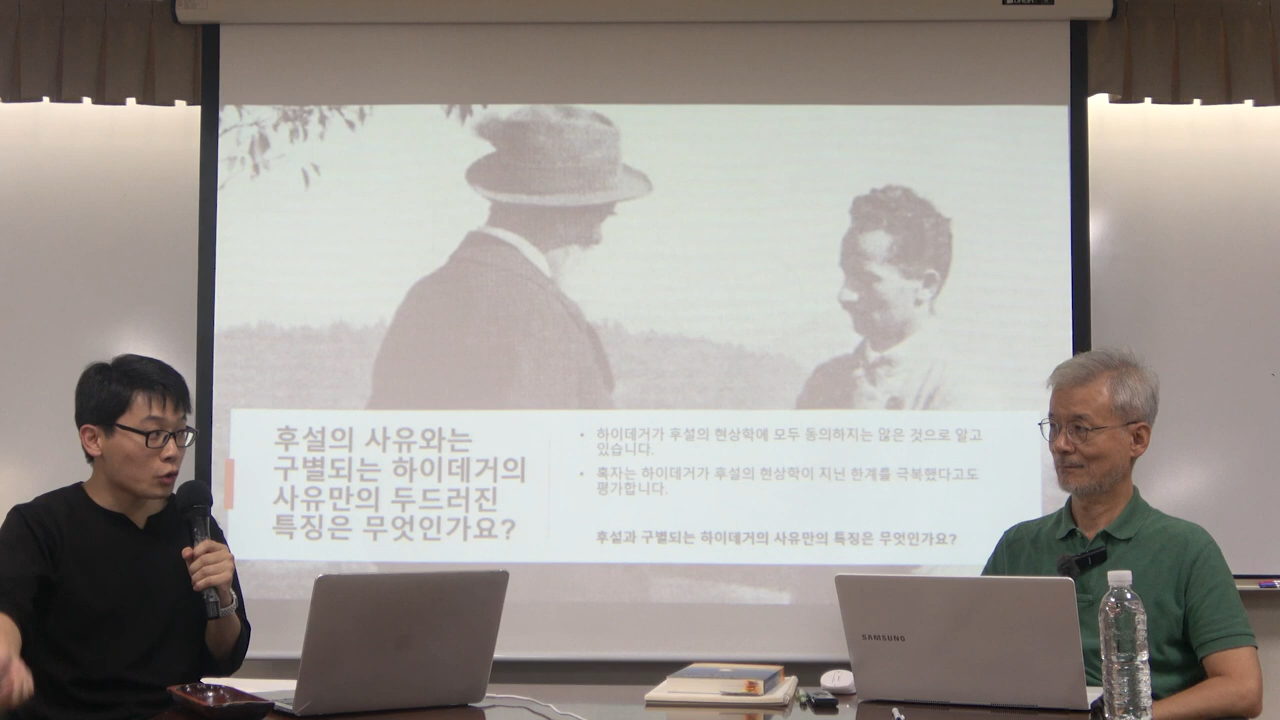 후설의 사유와는
구별되는 하이데거의
사유만의 두드러진
특징은 무엇인가요?
• 하이데거가 후설의 현상학에 모두 동의하지는 않은 것으로 알고
있습니다.
• 혹자는 하이데거가 후설의 현상학이 지닌 한계를 극복했다고도
평가합니다.
후설과 구별되는 하이데거의 사유만의 특징은 무엇인가요?
SAMSUNG